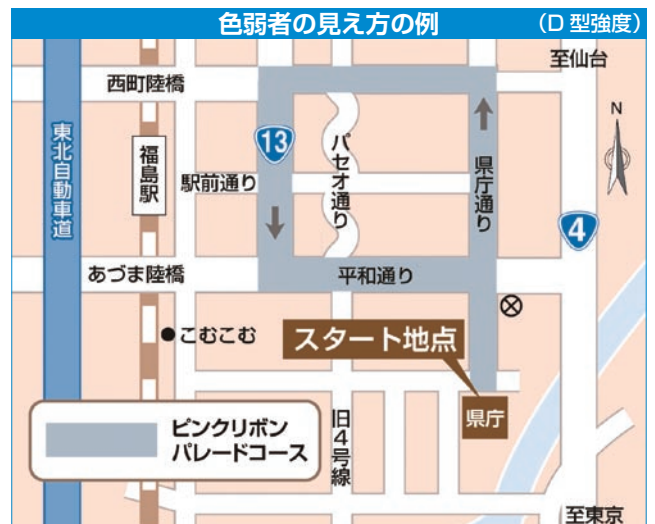 色弱者の見え方の例
（D 型強度）
至仙台
西町陸橋
N
東北自動車道
福島駅
13
パセオ通り
県庁通り
駅前通り
4
あづま陸橋
平和通り
こむこむ
スタート地点
県庁
ピンクリボン
パレードコース
旧4号線
至東京